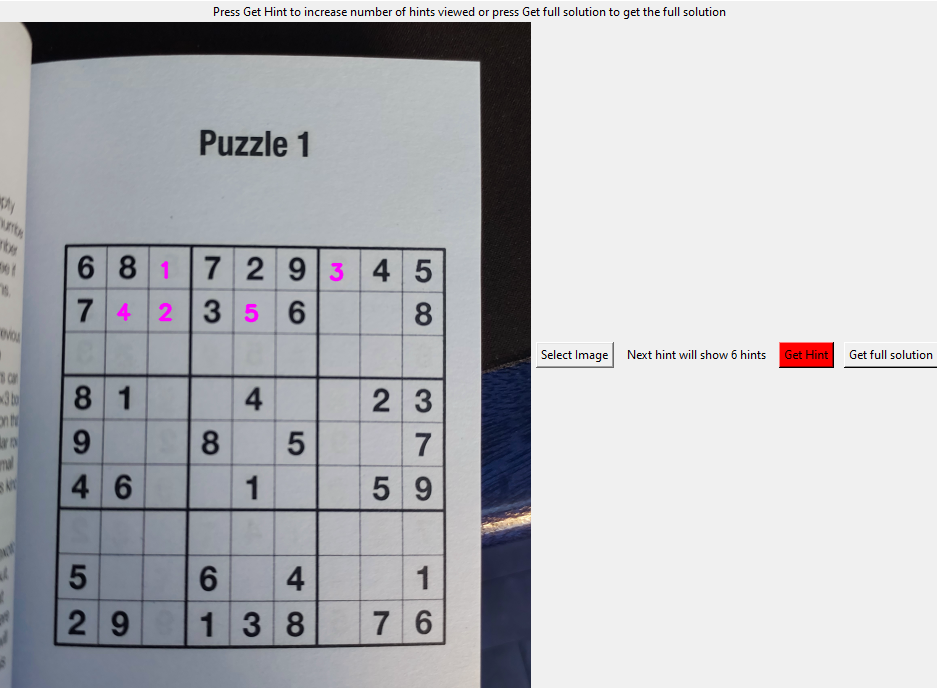 Press Get Hint to increase number of hints viewed or press Get full solution to get the full solution
Puzzle 1
6 8 1 7 2 9 3 4 5
7 4 2 3 5 6 8
8 1 4 2 3
9 8 5 7
4 6 1 5 9
5 6 4 1
2 9 1 3 8 7 6
Select Image Next hint will show 6 hints Get Hint Get full solution